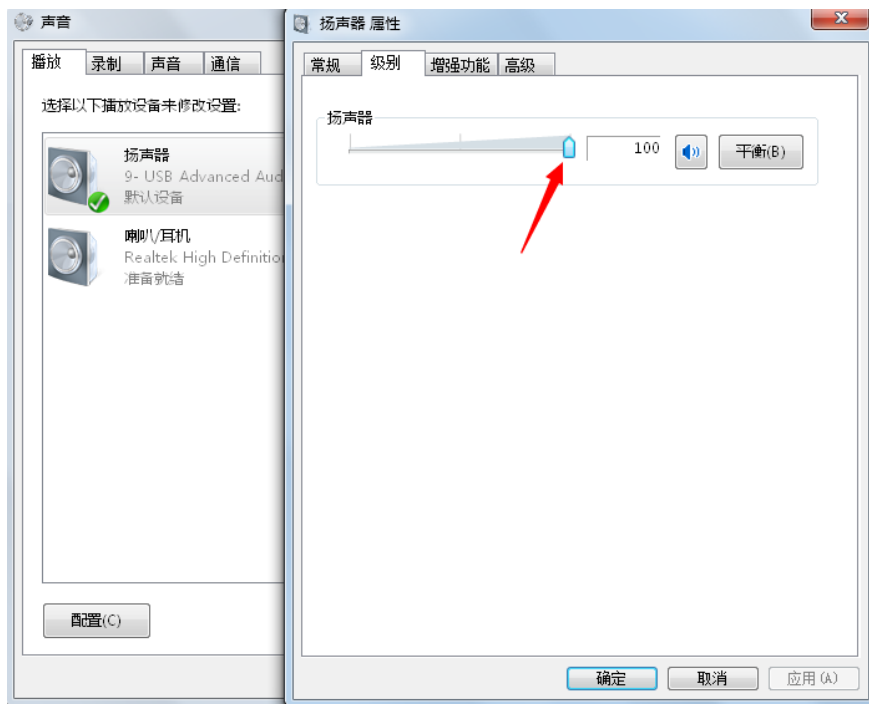 声音
播放 录制 声音 通信
选择以下播放设备来修改设置:
扬声器
9- USB Advanced Aud
默认设备
喇叭/耳机
Realtek High Definitio
准备就绪
配置(C)
扬声器 属性
常规 级别 增强功能 高级
扬声器
100 平衡(B)
确定 取消 应用(A)